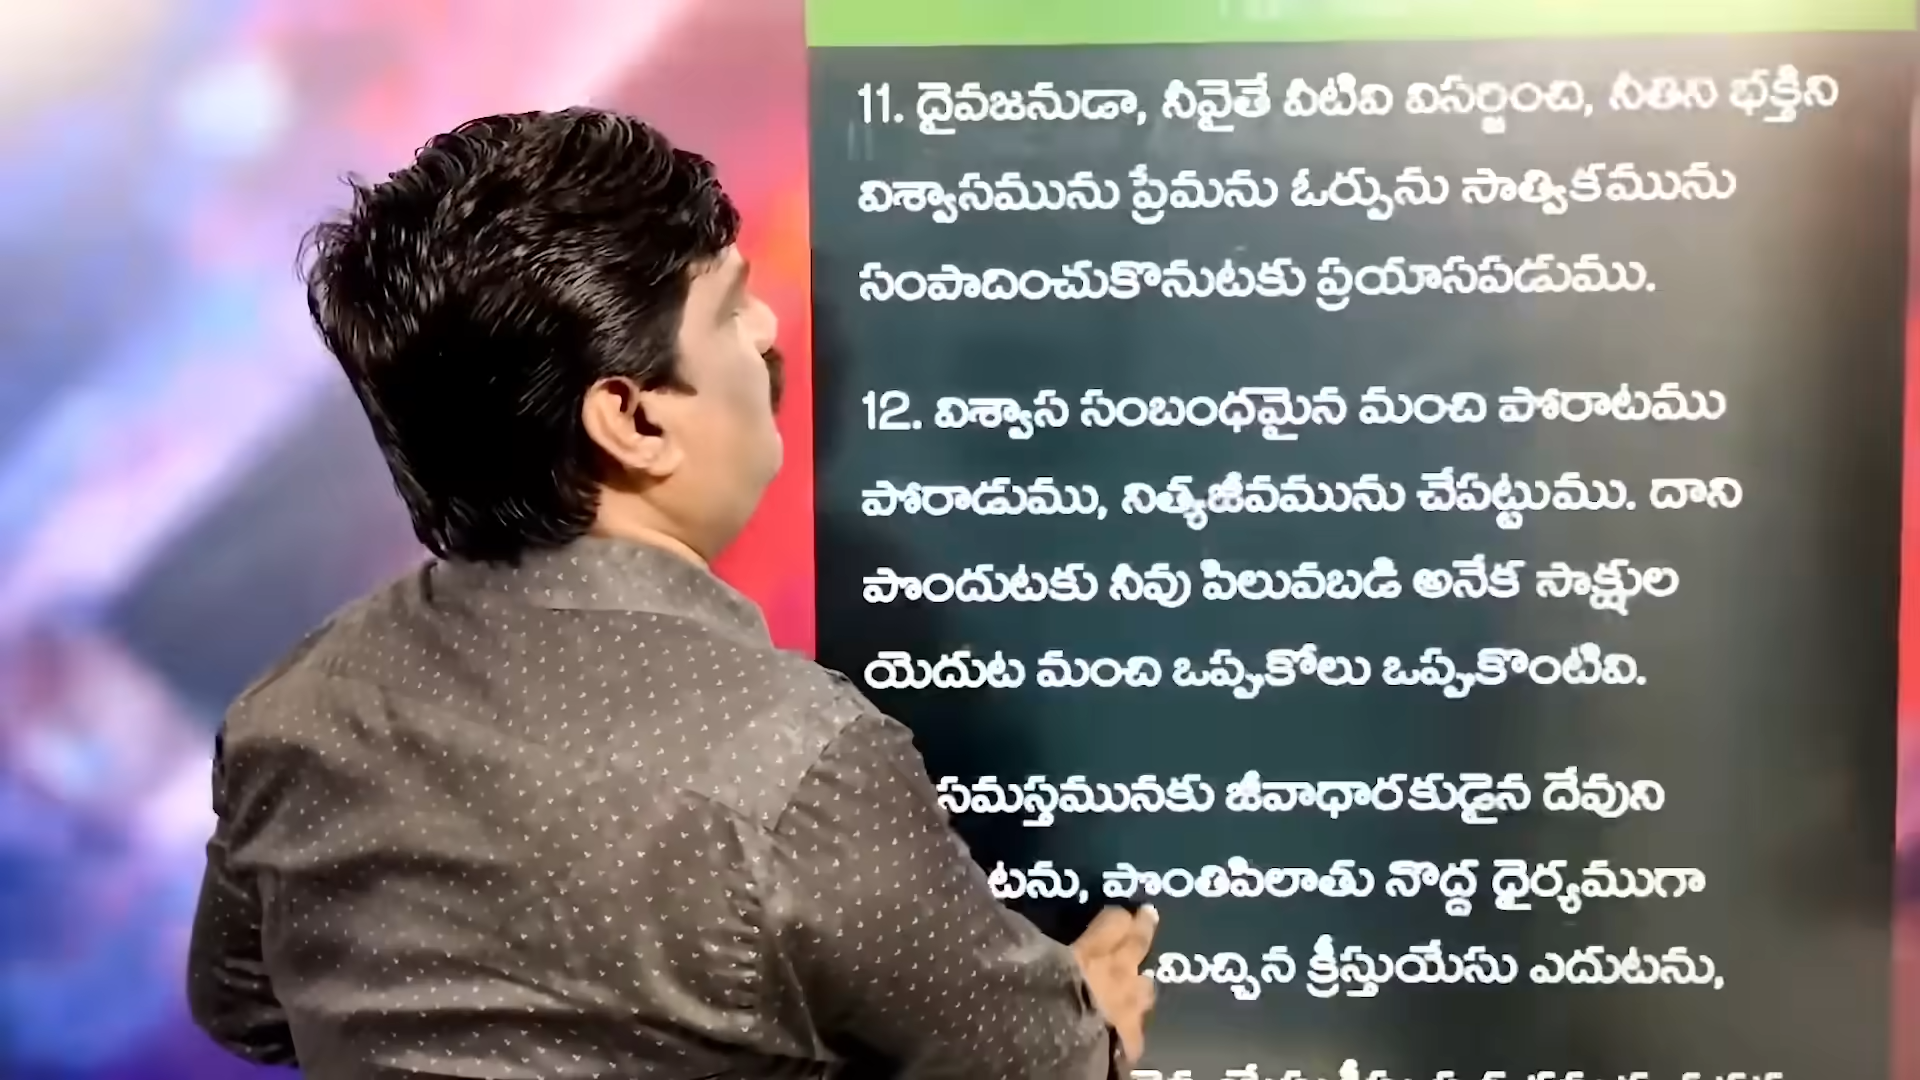 11. దైవజనుడా, నీవైతే వీటివి విసర్జించి, నీతిని భక్తిని
విశ్వాసమును ప్రేమను ఓర్పును సాత్వికమును
సంపాదించుకొనుటకు ప్రయాసపడుము.
12. విశ్వాస సంబంధమైన మంచి పోరాటము
పోరాడుము, నిత్యజీవమును చేపట్టుము. దాని
పొందుటకు నీవు పిలువబడి అనేక సాక్షుల
యెదుట మంచి ఒప్పుకోలు ఒప్పుకొంటివి.
సమస్తమునకు జీవాధారకుడైన దేవుని
టను, పొంతిపిలాతు నొద్ద ధైర్యముగా
మిచ్చిన క్రీస్తుయేసు ఎదుటను,